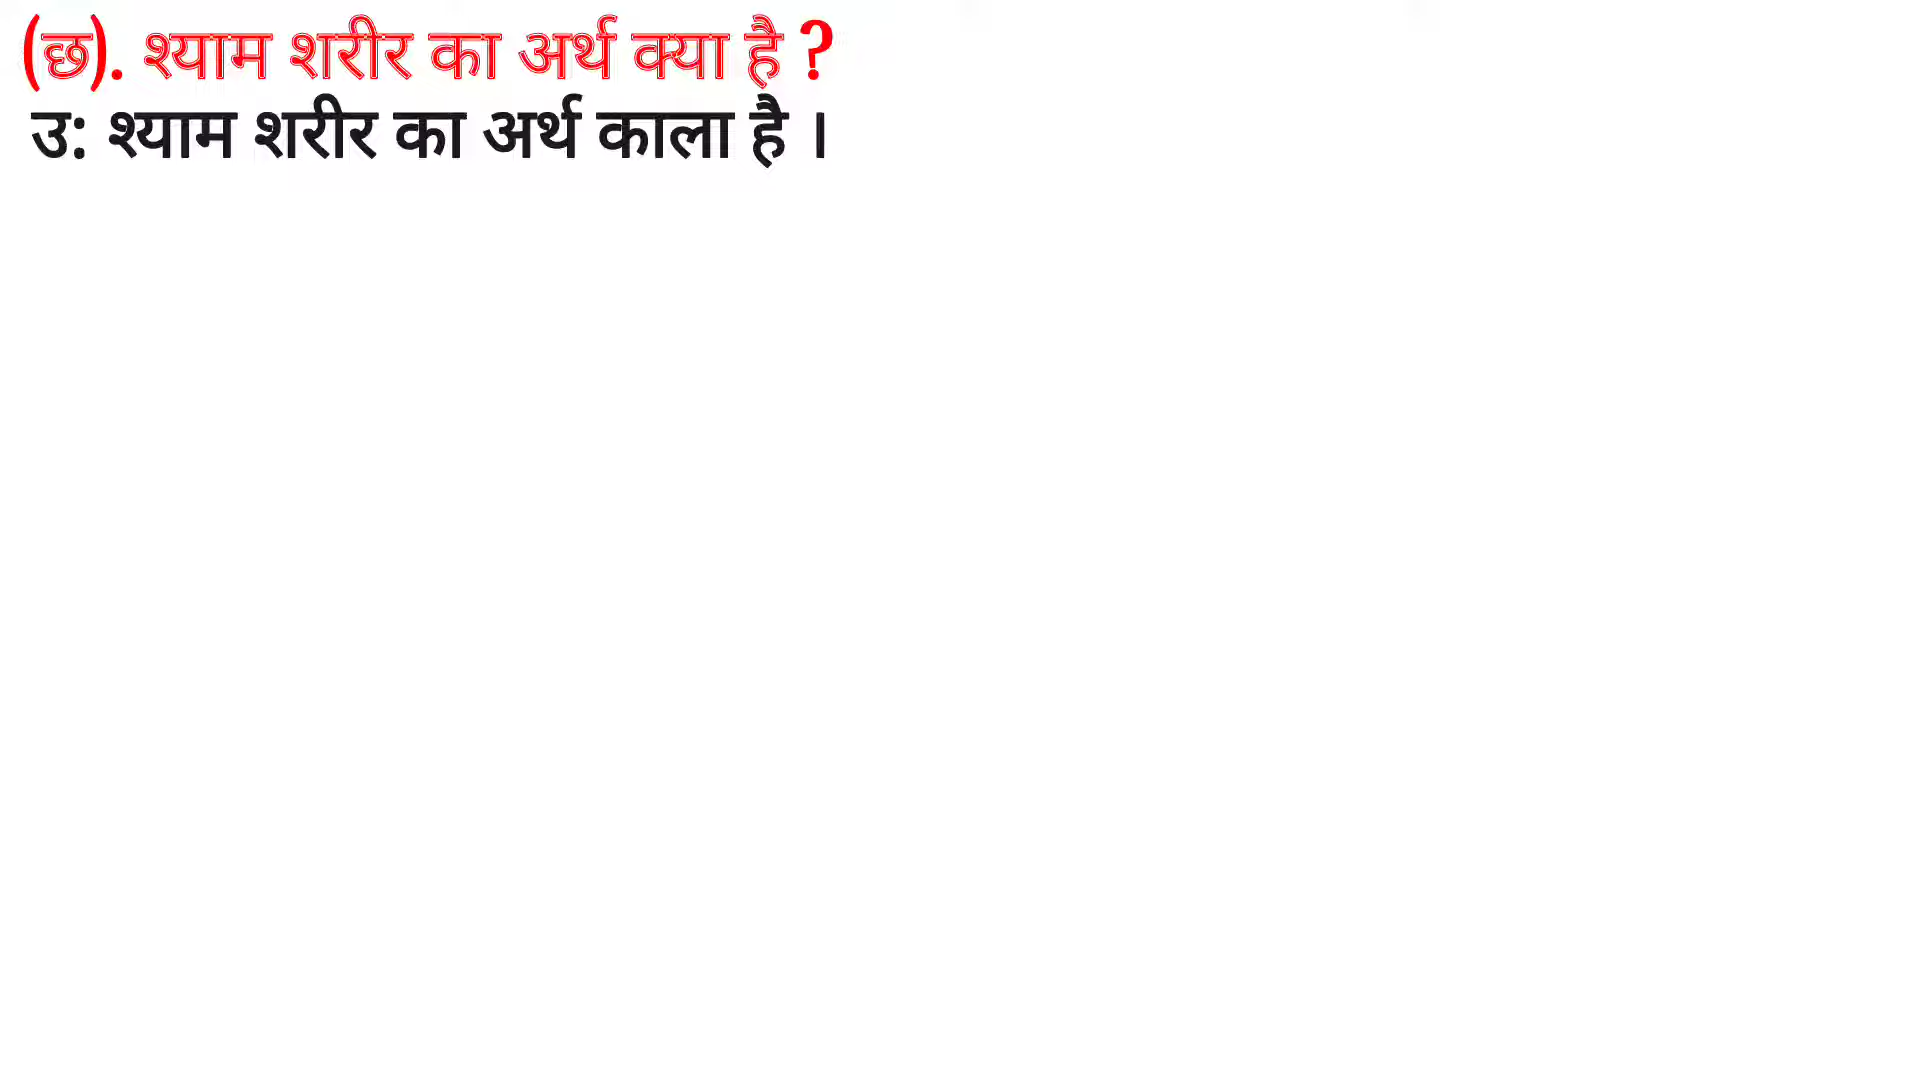 (छ). श्याम शरीर का अर्थ क्या है ?
उ: श्याम शरीर का अर्थ काला है ।